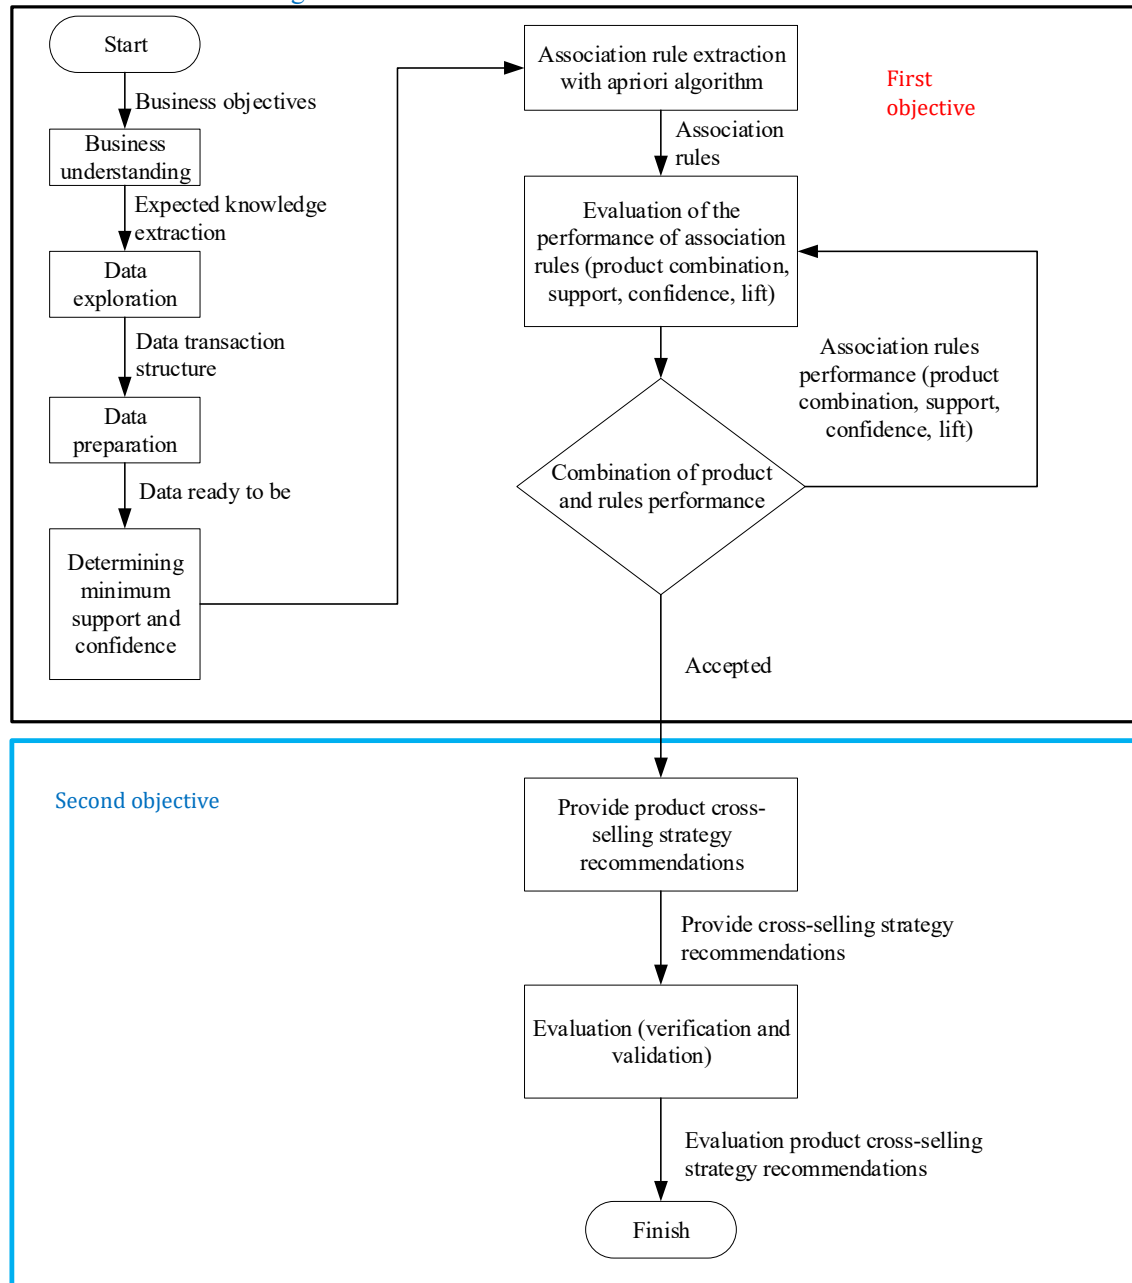 Start
Business objectives
Business
understanding
Expected knowledge
extraction
Data
exploration
Data transaction
structure
Data
preparation
Data ready to be
Determining
minimum
support and
confidence
Association rule extraction
with apriori algorithm
First
objective
Association
rules
Evaluation of the
performance of association
rules (product combination,
support, confidence, lift)
Association rules
performance (product
combination, support,
confidence, lift)
Combination of product
and rules performance
Accepted
Second objective
Provide product cross-
selling strategy
recommendations
Provide cross-selling strategy
recommendations
Evaluation (verification and
validation)
Evaluation product cross-selling
strategy recommendations
Finish